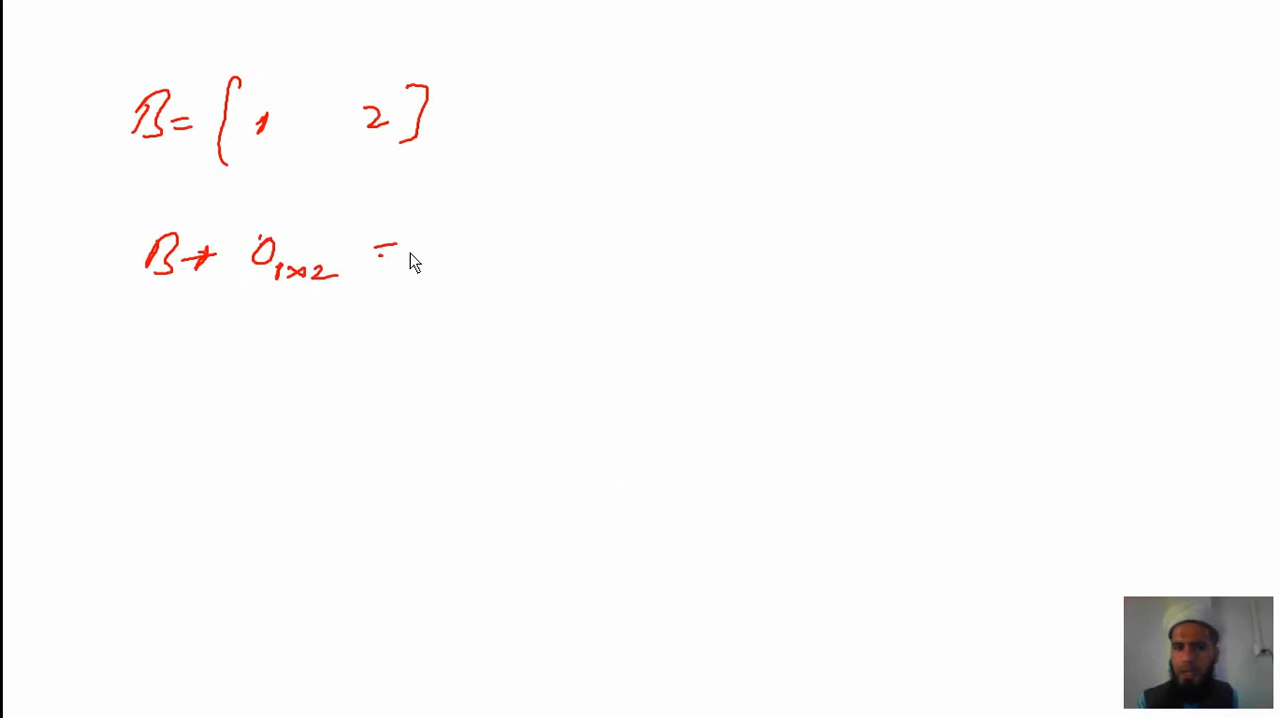 B = [ 1 2 ]
B + O₁ₓ₂ =